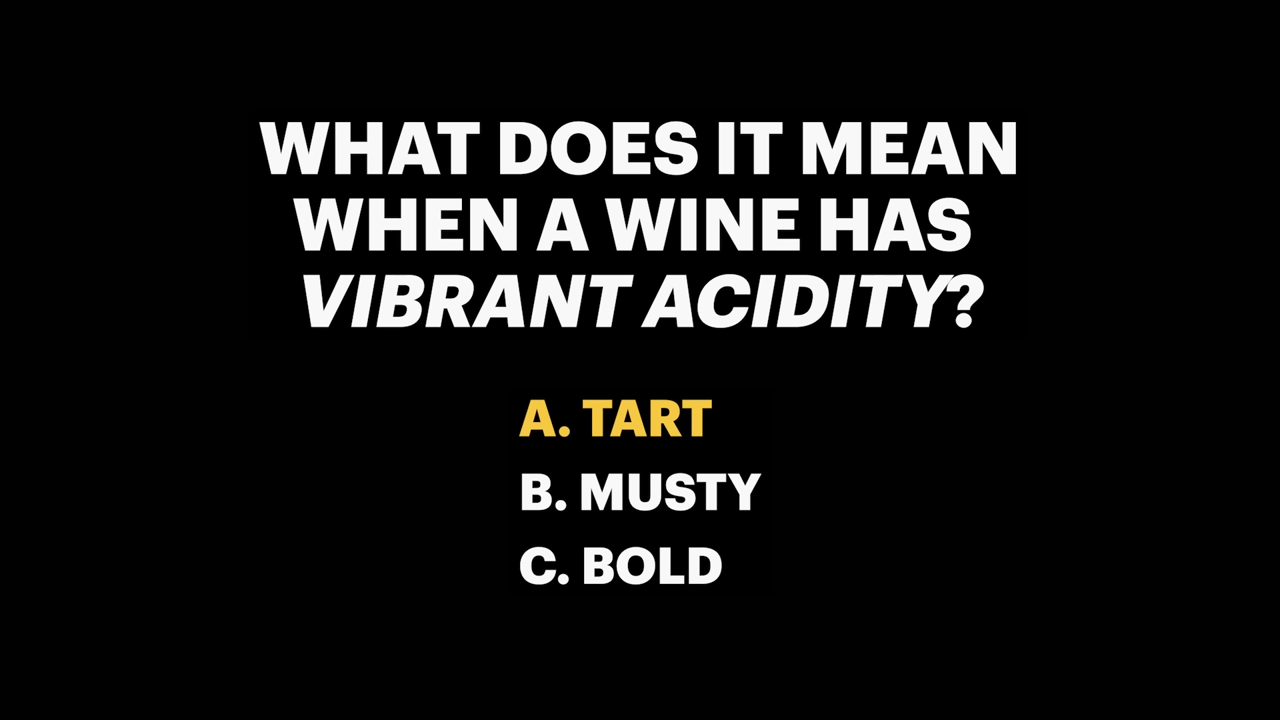 WHAT DOES IT MEAN
WHEN A WINE HAS
VIBRANT ACIDITY?
A. TART
B. MUSTY
C. BOLD